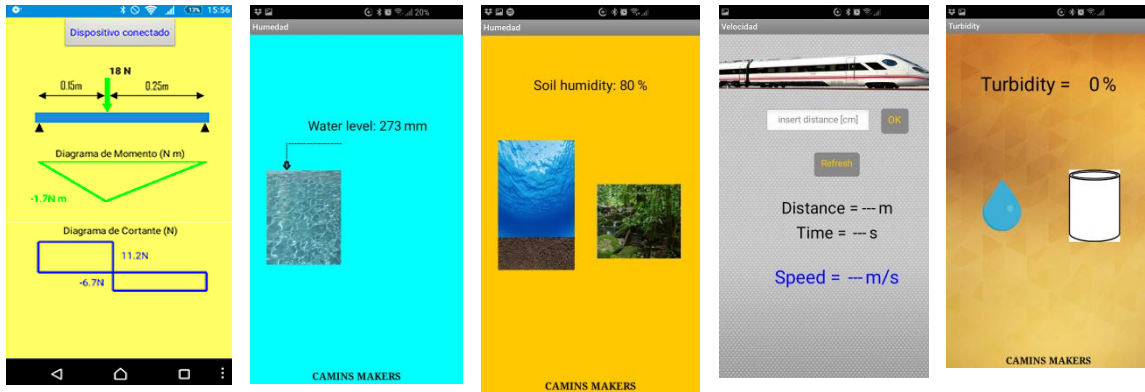 13% 15:56
Dispositivo conectado
18 N
0.15m 0.25m
Diagrama de Momento (N m)
-1.7N m
Diagrama de Cortante (N)
11.2N
-6.7N
20%
Humedad
Water level: 273 mm
CAMINS MAKERS
Humedad
Soil humidity: 80 %
CAMINS MAKERS
Velocidad
insert distance [cm] OK
Refresh
Distance = --- m
Time = --- s
Speed = --- m/s
Turbidity
Turbidity = 0 %
CAMINS MAKERS